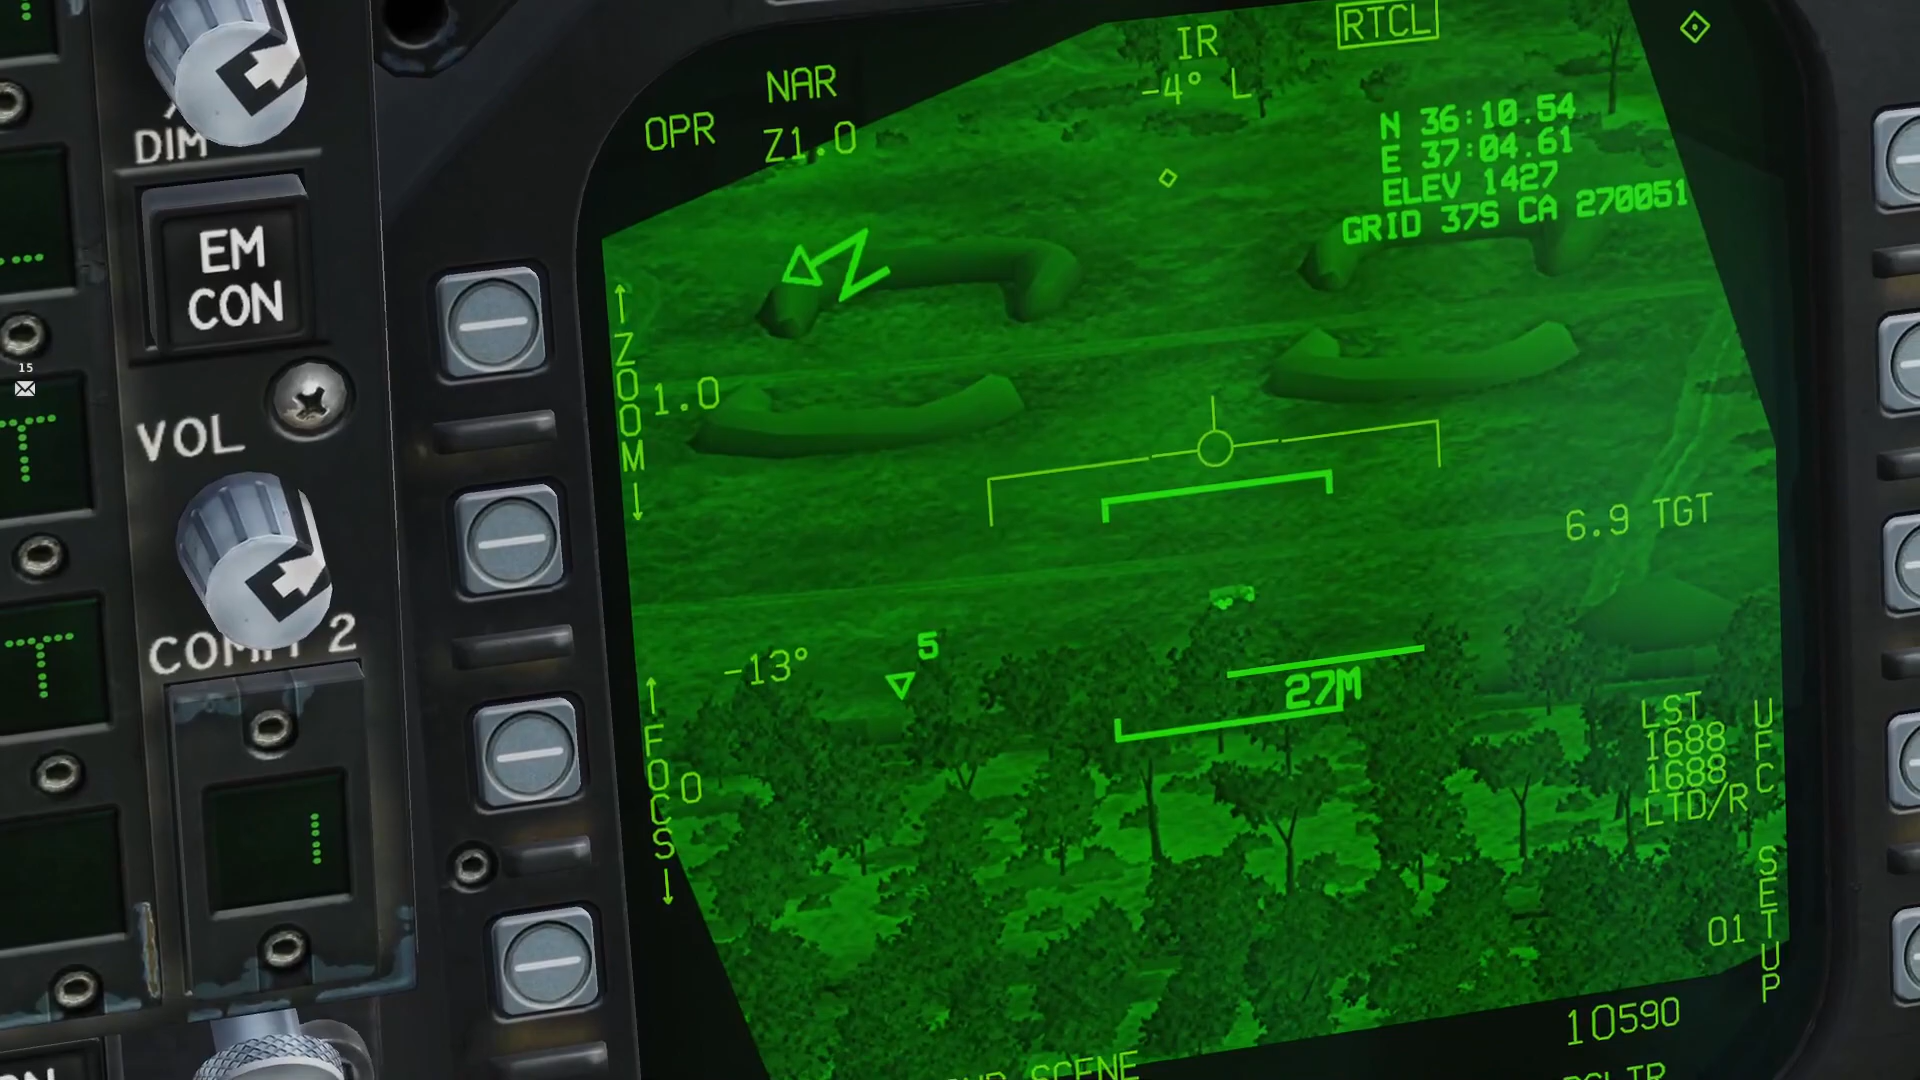 DIM
EM
CON
15
VOL
COMM 2
OPR
NAR
Z1.0
IR
-4° L
RTCL
N 36:10.54
E 37:04.61
ELEV 1427
GRID 37S CA 270051
ZOOM
1.0
6.9 TGT
-13°
5
27M
FOCS
0
LST
1688
1688
LTD/R
UFC
SETUP
01
10590
SCENE